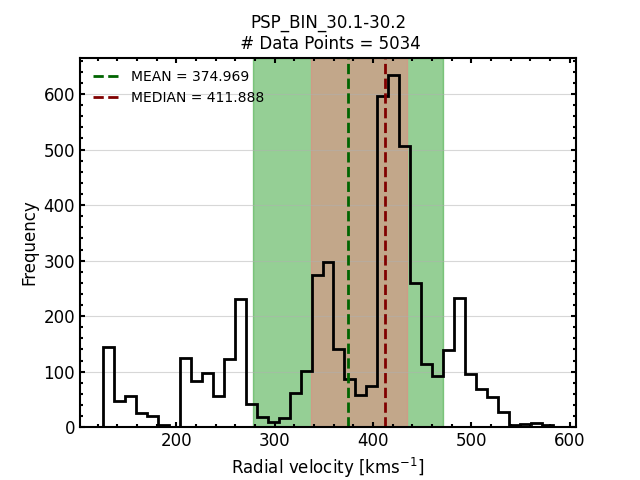 PSP_BIN_30.1-30.2
# Data Points = 5034
MEAN = 374.969
MEDIAN = 411.888
600
500
400
300
200
100
0
Frequency
200 300 400 500 600
Radial velocity [kms⁻¹]